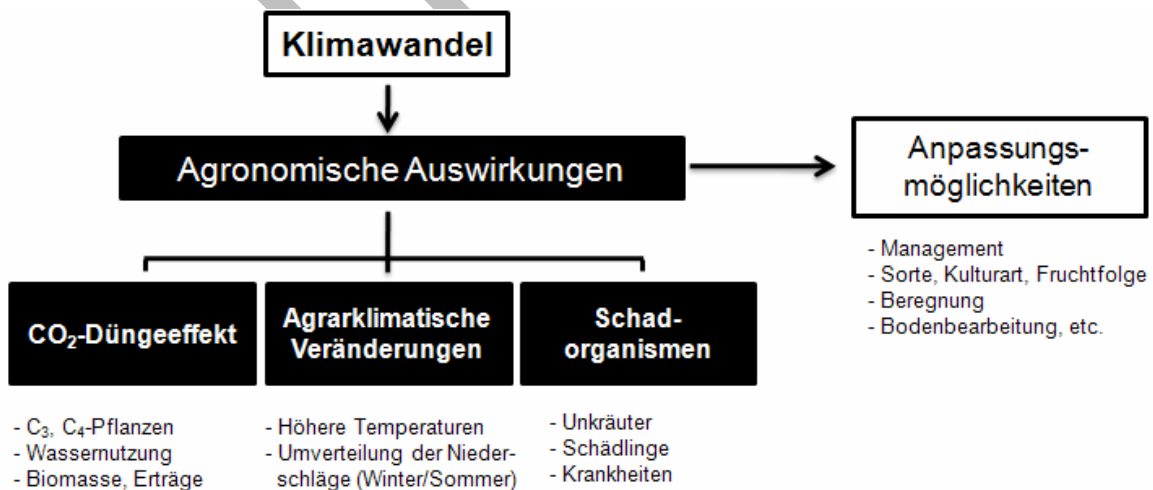 Klimawandel
Agronomische Auswirkungen
Anpassungs-
möglichkeiten
- Management
- Sorte, Kulturart, Fruchtfolge
- Beregnung
- Bodenbearbeitung, etc.
CO₂-Düngeeffekt
- C₃, C₄-Pflanzen
- Wassernutzung
- Biomasse, Erträge
Agrarklimatische
Veränderungen
- Höhere Temperaturen
- Umverteilung der Nieder-
schläge (Winter/Sommer)
Schad-
organismen
- Unkräuter
- Schädlinge
- Krankheiten